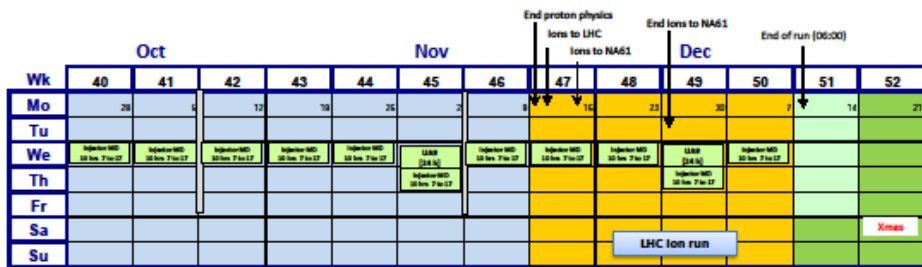 End proton physics
Ions to LHC
Ions to NA61
End Ions to NA61
End of run (06:00)
Oct Nov Dec
Wk 40 41 42 43 44 45 46 47 48 49 50 51 52
Mo 28 5 12 19 26 2 9 16 23 30 7 14 21
Tu
We Injector MD Injector MD Injector MD Injector MD Injector MD Injector MD Injector MD Injector MD Injector MD
10 hrs 7 to 17 10 hrs 7 to 17 10 hrs 7 to 17 10 hrs 7 to 17 10 hrs 7 to 17 [24 h] 10 hrs 7 to 17 10 hrs 7 to 17 10 hrs 7 to 17 [24 h] 10 hrs 7 to 17
Th Injector MD Injector MD
10 hrs 7 to 17 10 hrs 7 to 17
Fr
Sa Xmas
Su LHC Ion run